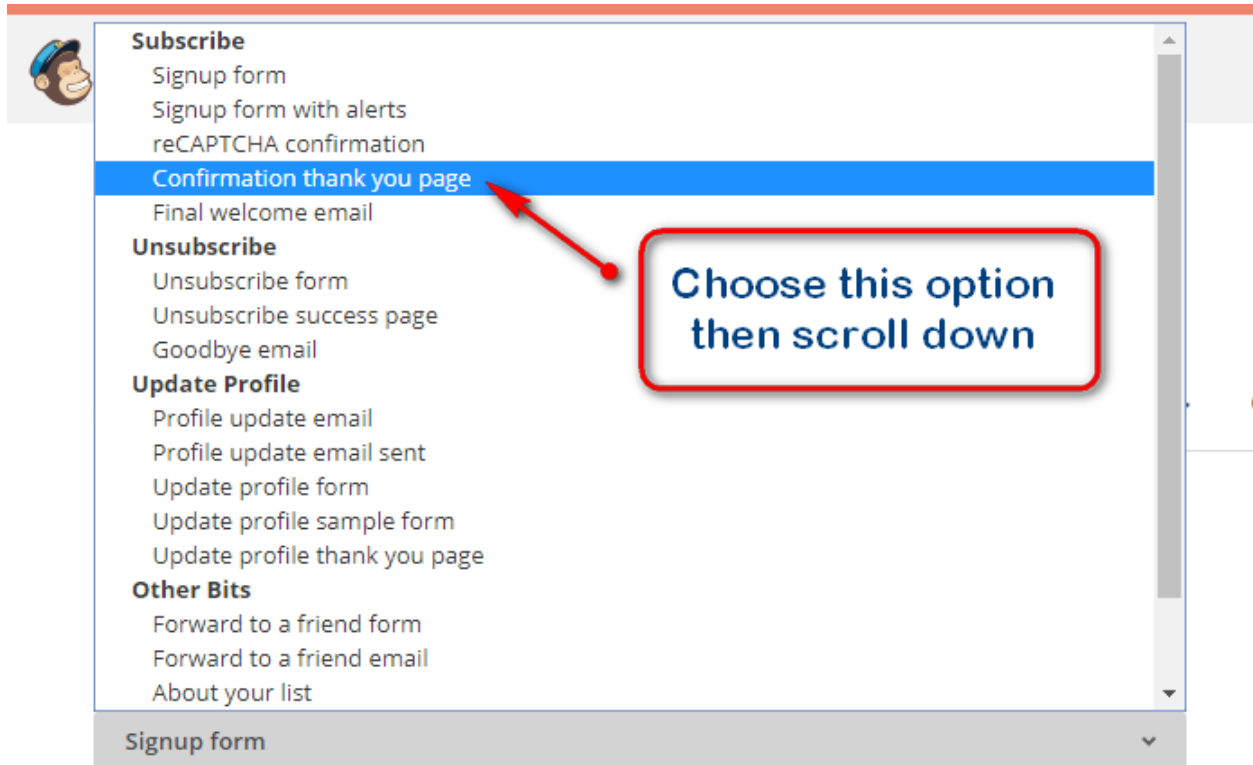 Subscribe
Signup form
Signup form with alerts
reCAPTCHA confirmation
Confirmation thank you page
Final welcome email
Unsubscribe
Unsubscribe form
Unsubscribe success page
Goodbye email
Update Profile
Profile update email
Profile update email sent
Update profile form
Update profile sample form
Update profile thank you page
Other Bits
Forward to a friend form
Forward to a friend email
About your list
Signup form
Choose this option
then scroll down